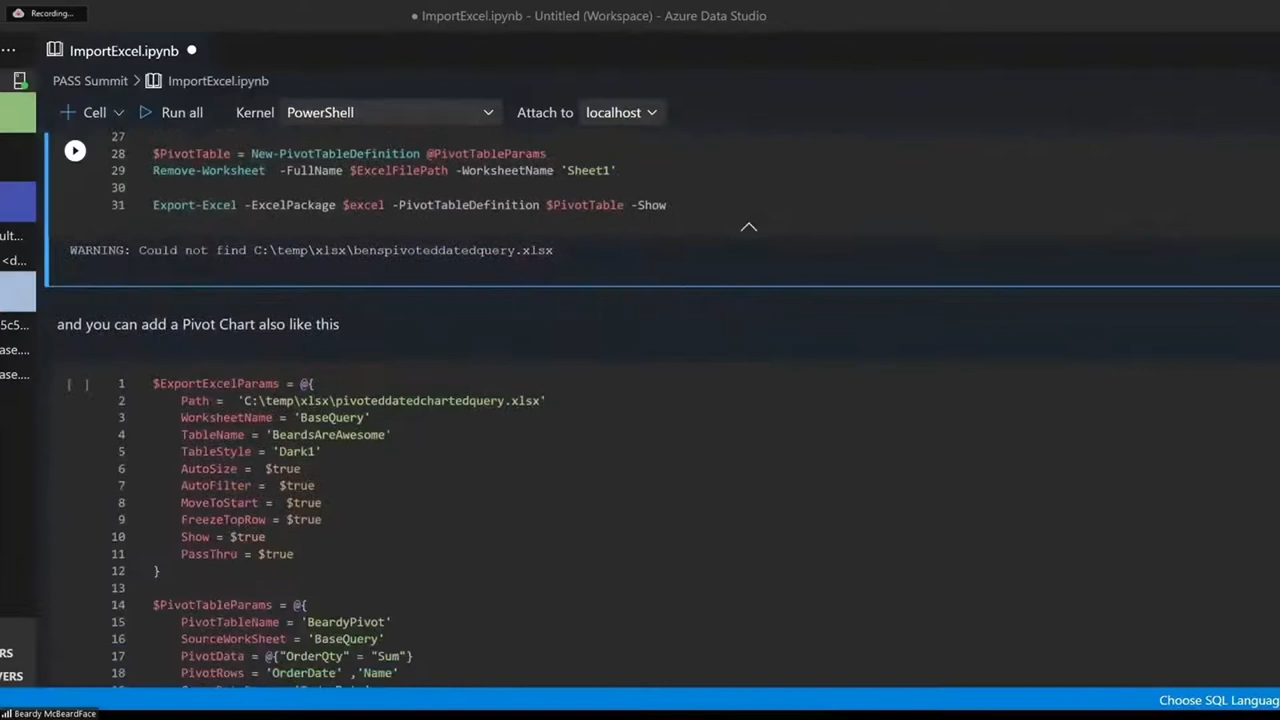 Recording...
● ImportExcel.ipynb - Untitled (Workspace) - Azure Data Studio
... ImportExcel.ipynb ●
PASS Summit > ImportExcel.ipynb
+ Cell Run all Kernel PowerShell Attach to localhost
27
28 $PivotTable = New-PivotTableDefinition @PivotTableParams
29 Remove-Worksheet -FullName $ExcelFilePath -WorksheetName 'Sheet1'
30
31 Export-Excel -ExcelPackage $excel -PivotTableDefinition $PivotTable -Show
ult...
WARNING: Could not find C:\temp\xlsx\benspivoteddatedquery.xlsx
<d...
and you can add a Pivot Chart also like this
5c5...
ase....
ase....
[ ] 1 $ExportExcelParams = @{
2 Path = 'C:\temp\xlsx\pivoteddatedchartedquery.xlsx'
3 WorksheetName = 'BaseQuery'
4 TableName = 'BeardsAreAwesome'
5 TableStyle = 'Dark1'
6 AutoSize = $true
7 AutoFilter = $true
8 MoveToStart = $true
9 FreezeTopRow = $true
10 Show = $true
11 PassThru = $true
12 }
13
14 $PivotTableParams = @{
15 PivotTableName = 'BeardyPivot'
16 SourceWorkSheet = 'BaseQuery'
17 PivotData = @{"OrderQty" = "Sum"}
18 PivotRows = 'OrderDate' ,'Name'
RS
VERS
Choose SQL Languag
Beardy McBeardFace